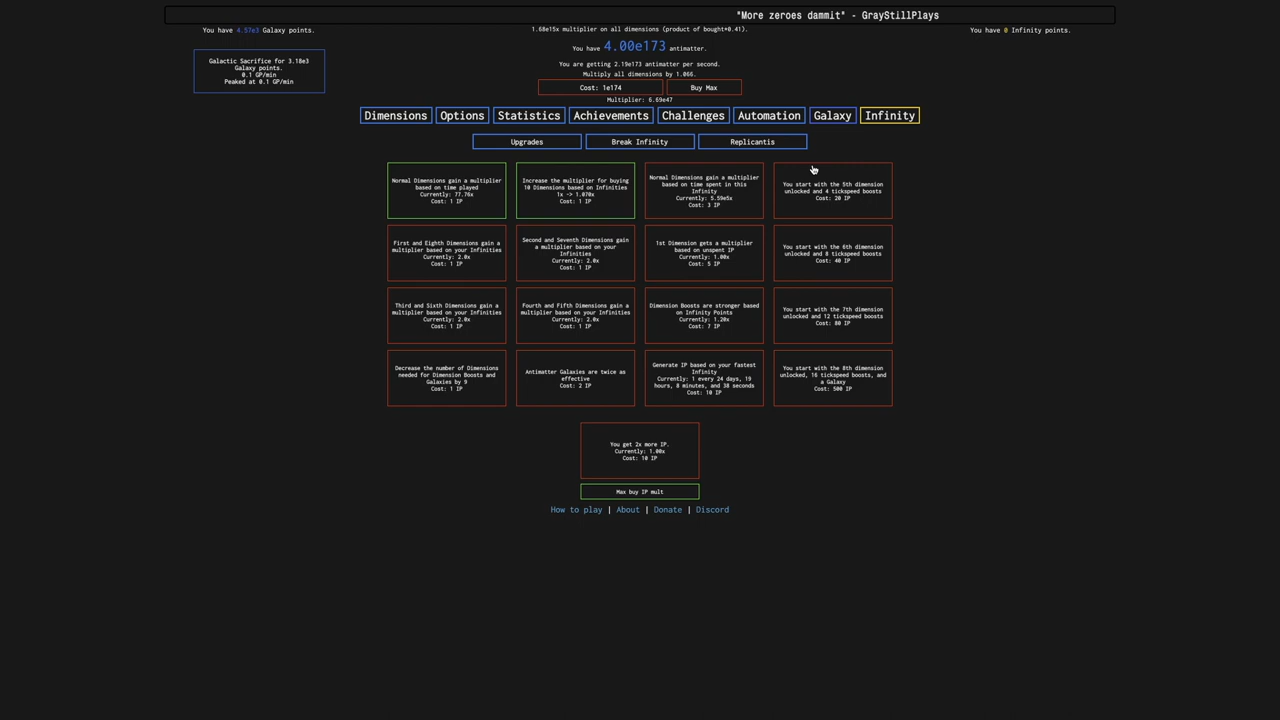 "More zeroes dammit" - GrayStillPlays
You have 4.57e3 Galaxy points.
1.68e15x multiplier on all dimensions (product of bought*0.41).
You have 0 Infinity points.
You have 4.00e173 antimatter.
Galactic Sacrifice for 3.18e3
Galaxy points.
0.1 GP/min
Peaked at 0.1 GP/min
You are getting 2.19e173 antimatter per second.
Multiply all dimensions by 1.066.
Cost: 1e174
Buy Max
Multiplier: 6.69e47
Dimensions
Options
Statistics
Achievements
Challenges
Automation
Galaxy
Infinity
Upgrades
Break Infinity
Replicantis
Normal Dimensions gain a multiplier
based on time played
Currently: 77.76x
Cost: 1 IP
Increase the multiplier for buying
10 Dimensions based on Infinities
1x -> 1.070x
Cost: 1 IP
Normal Dimensions gain a multiplier
based on time spent in this
Infinity
Currently: 5.59e5x
Cost: 3 IP
You start with the 5th dimension
unlocked and 4 tickspeed boosts
Cost: 20 IP
First and Eighth Dimensions gain a
multiplier based on your Infinities
Currently: 2.0x
Cost: 1 IP
Second and Seventh Dimensions gain
a multiplier based on your
Infinities
Currently: 2.0x
Cost: 1 IP
1st Dimension gets a multiplier
based on unspent IP
Currently: 1.00x
Cost: 5 IP
You start with the 6th dimension
unlocked and 8 tickspeed boosts
Cost: 40 IP
Third and Sixth Dimensions gain a
multiplier based on your Infinities
Currently: 2.0x
Cost: 1 IP
Fourth and Fifth Dimensions gain a
multiplier based on your Infinities
Currently: 2.0x
Cost: 1 IP
Dimension Boosts are stronger based
on Infinity Points
Currently: 1.20x
Cost: 7 IP
You start with the 7th dimension
unlocked and 12 tickspeed boosts
Cost: 80 IP
Decrease the number of Dimensions
needed for Dimension Boosts and
Galaxies by 9
Cost: 1 IP
Antimatter Galaxies are twice as
effective
Cost: 2 IP
Generate IP based on your fastest
Infinity
Currently: 1 every 24 days, 19
hours, 8 minutes, and 38 seconds
Cost: 10 IP
You start with the 8th dimension
unlocked, 16 tickspeed boosts, and
a Galaxy
Cost: 500 IP
You get 2x more IP.
Currently: 1.00x
Cost: 10 IP
Max buy IP mult
How to play | About | Donate | Discord